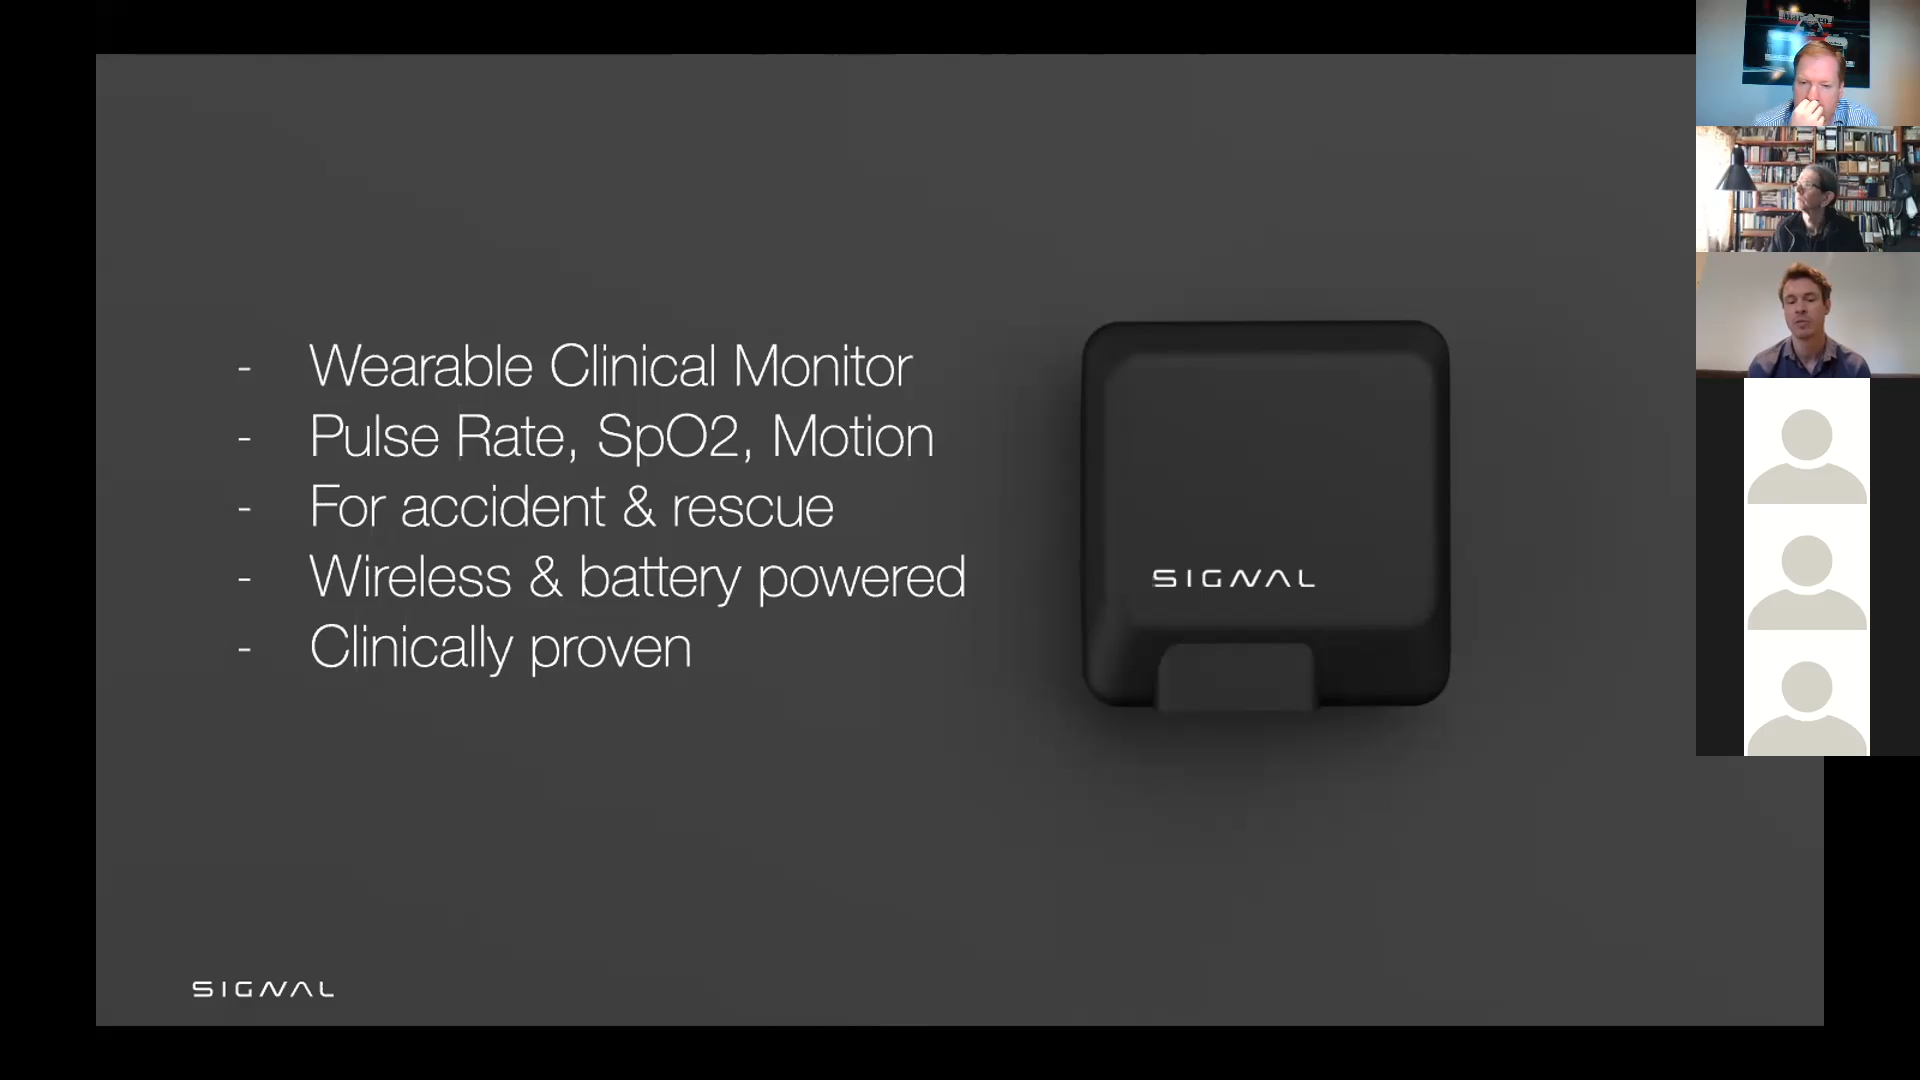 - Wearable Clinical Monitor
- Pulse Rate, SpO2, Motion
- For accident & rescue
- Wireless & battery powered
- Clinically proven
SIGNAL
SIGNAL